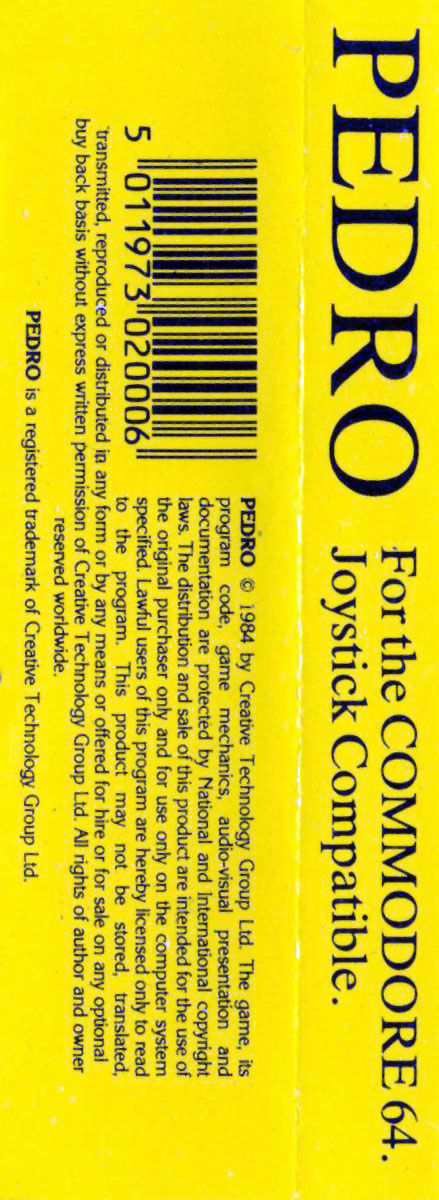 PEDRO
For the COMMODORE 64.
Joystick Compatible.
PEDRO © 1984 by Creative Technology Group Ltd. The game, its
program code, game mechanics, audio-visual presentation and
documentation are protected by National and International copyright
laws. The distribution and sale of this product are intended for the use of
the original purchaser only and for use only on the computer system
specified. Lawful users of this program are hereby licensed only to read
to the program. This product may not be stored, translated,
transmitted, reproduced or distributed in any form or by any means or offered for hire or for sale on any optional
buy back basis without express written permission of Creative Technology Group Ltd. All rights of author and owner
reserved worldwide.
PEDRO is a registered trademark of Creative Technology Group Ltd.
5 011973 020006